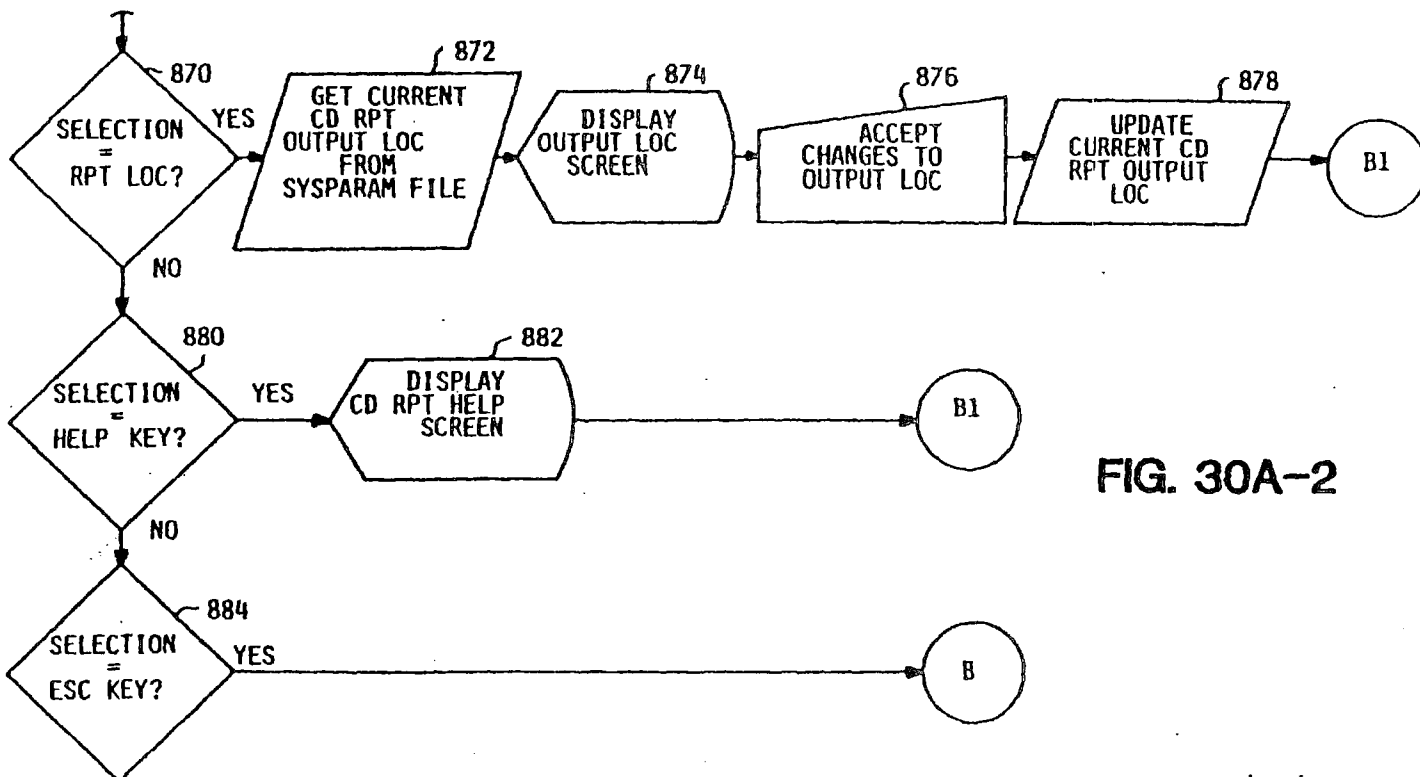 870
SELECTION
=
RPT LOC?
YES
NO
872
GET CURRENT
CD RPT
OUTPUT LOC
FROM
SYSPARAM FILE
874
DISPLAY
OUTPUT LOC
SCREEN
876
ACCEPT
CHANGES TO
OUTPUT LOC
878
UPDATE
CURRENT CD
RPT OUTPUT
LOC
B1
880
SELECTION
=
HELP KEY?
YES
NO
882
DISPLAY
CD RPT HELP
SCREEN
B1
FIG. 30A-2
884
SELECTION
=
ESC KEY?
YES
B